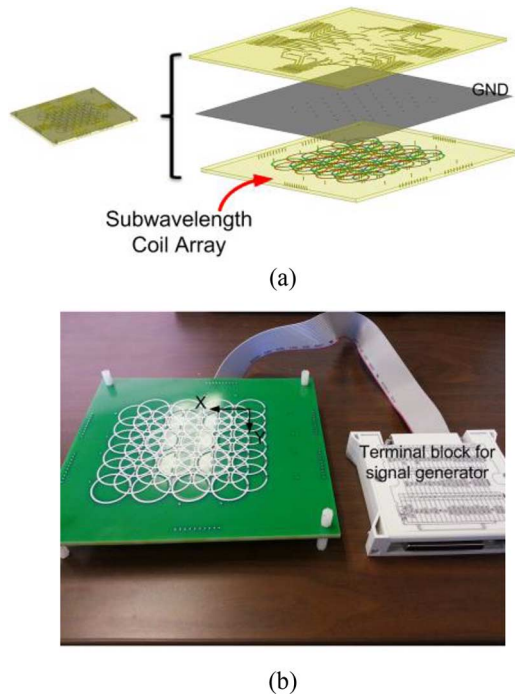 GND
Subwavelength
Coil Array
(a)
X
Y
Terminal block for
signal generator
(b)